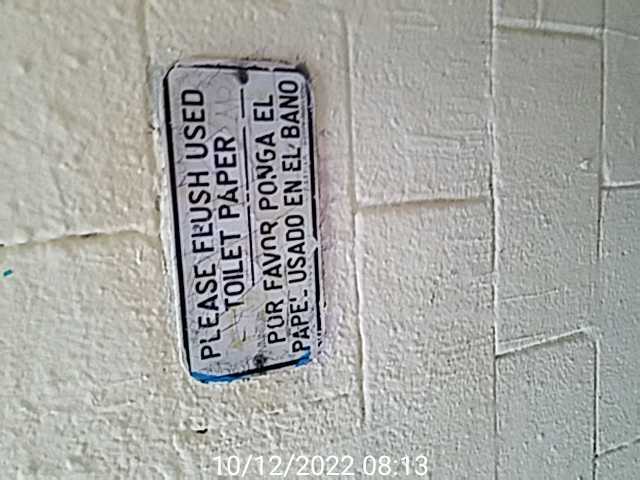 PLEASE FLUSH USED
TOILET PAPER
POR FAVOR PONGA EL
PAPEL USADO EN EL BANO
10/12/2022 08:13